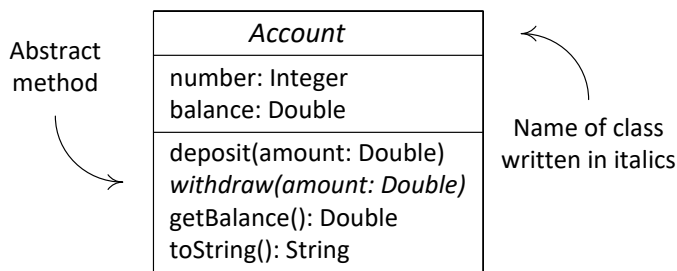 Account
Abstract
method
number: Integer
balance: Double
Name of class
written in italics
deposit(amount: Double)
withdraw(amount: Double)
getBalance(): Double
toString(): String